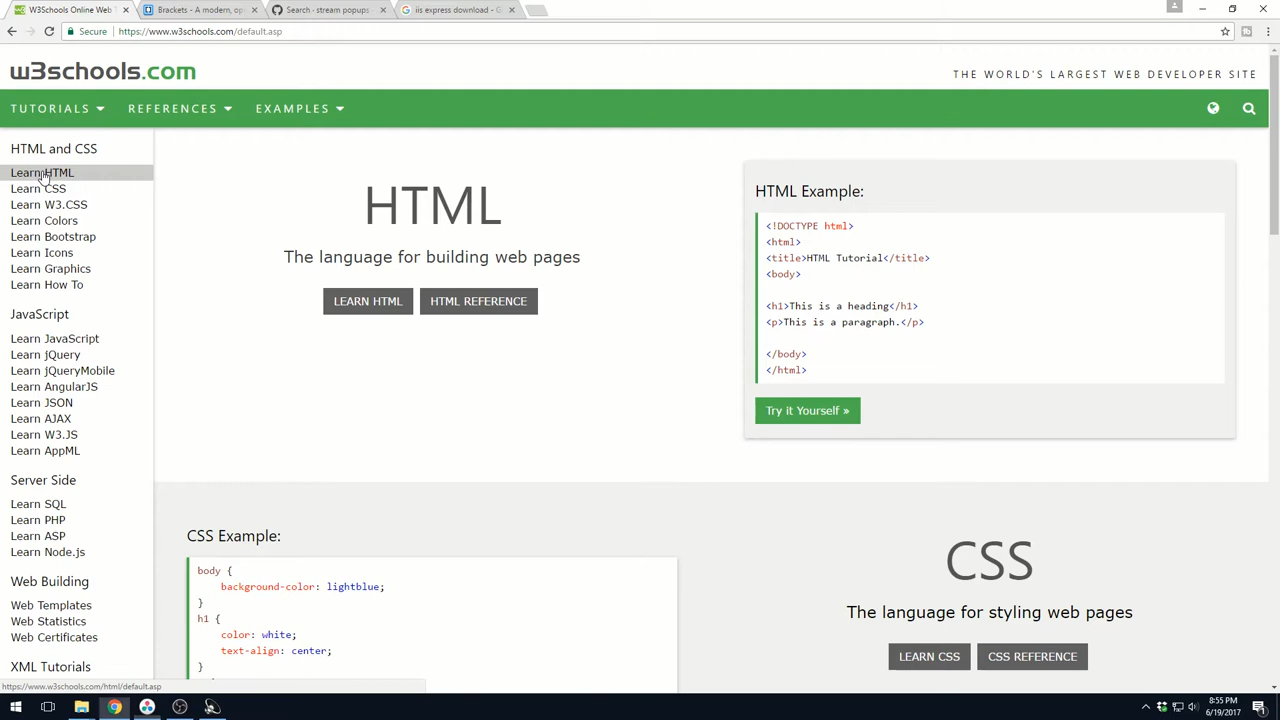 W3Schools Online Web T
Brackets - A modern, op
Search · stream popups
iis express download - G
Secure
https://www.w3schools.com/default.asp
w3schools.com
THE WORLD'S LARGEST WEB DEVELOPER SITE
TUTORIALS
REFERENCES
EXAMPLES
HTML and CSS
Learn HTML
Learn CSS
Learn W3.CSS
Learn Colors
Learn Bootstrap
Learn Icons
Learn Graphics
Learn How To
JavaScript
Learn JavaScript
Learn jQuery
Learn jQueryMobile
Learn AngularJS
Learn JSON
Learn AJAX
Learn W3.JS
Learn AppML
Server Side
Learn SQL
Learn PHP
Learn ASP
Learn Node.js
Web Building
Web Templates
Web Statistics
Web Certificates
XML Tutorials
HTML
The language for building web pages
LEARN HTML
HTML REFERENCE
HTML Example:
<!DOCTYPE html>
<html>
<title>HTML Tutorial</title>
<body>
<h1>This is a heading</h1>
<p>This is a paragraph.</p>
</body>
</html>
Try it Yourself »
CSS Example:
body {
background-color: lightblue;
}
h1 {
color: white;
text-align: center;
}
CSS
The language for styling web pages
LEARN CSS
CSS REFERENCE
https://www.w3schools.com/html/default.asp
8:55 PM
6/19/2017
1